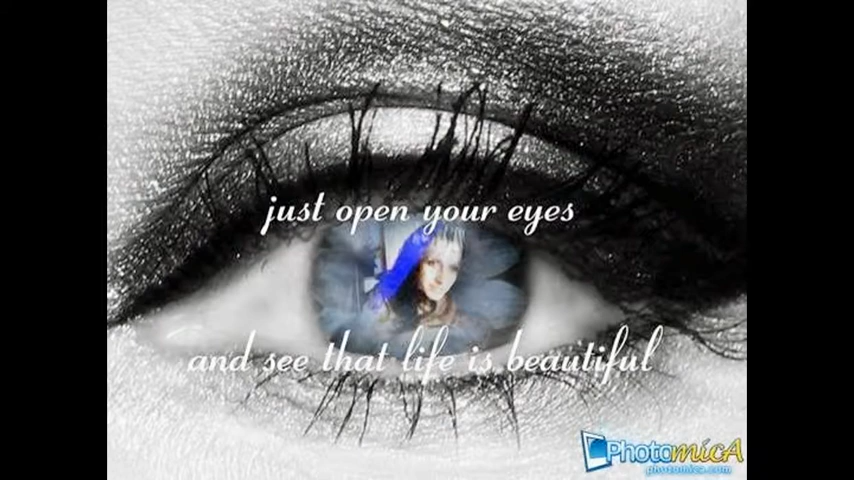 just open your eyes
and see that life is beautiful
PhotomicA
photomica.com